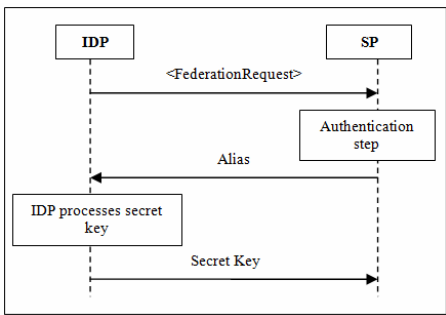 IDP
SP
<FederationRequest>
Authentication
step
Alias
IDP processes secret
key
Secret Key